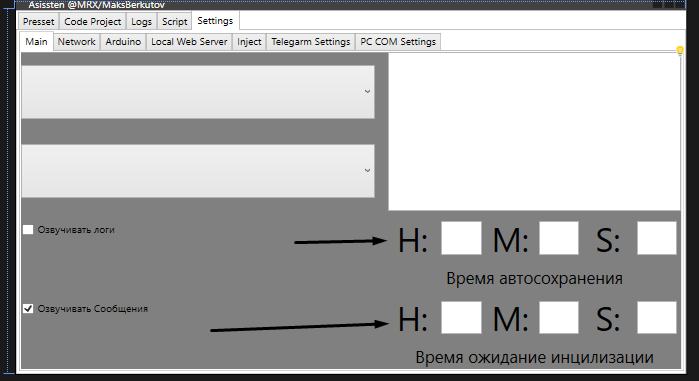 Asissten @MRX/MaksBerkutov
Presset Code Project Logs Script Settings
Main Network Arduino Local Web Server Inject Telegarm Settings PC COM Settings
Озвучивать логи
H: M: S:
Время автосохранения
Озвучивать Сообщения
H: M: S:
Время ожидание инцилизации